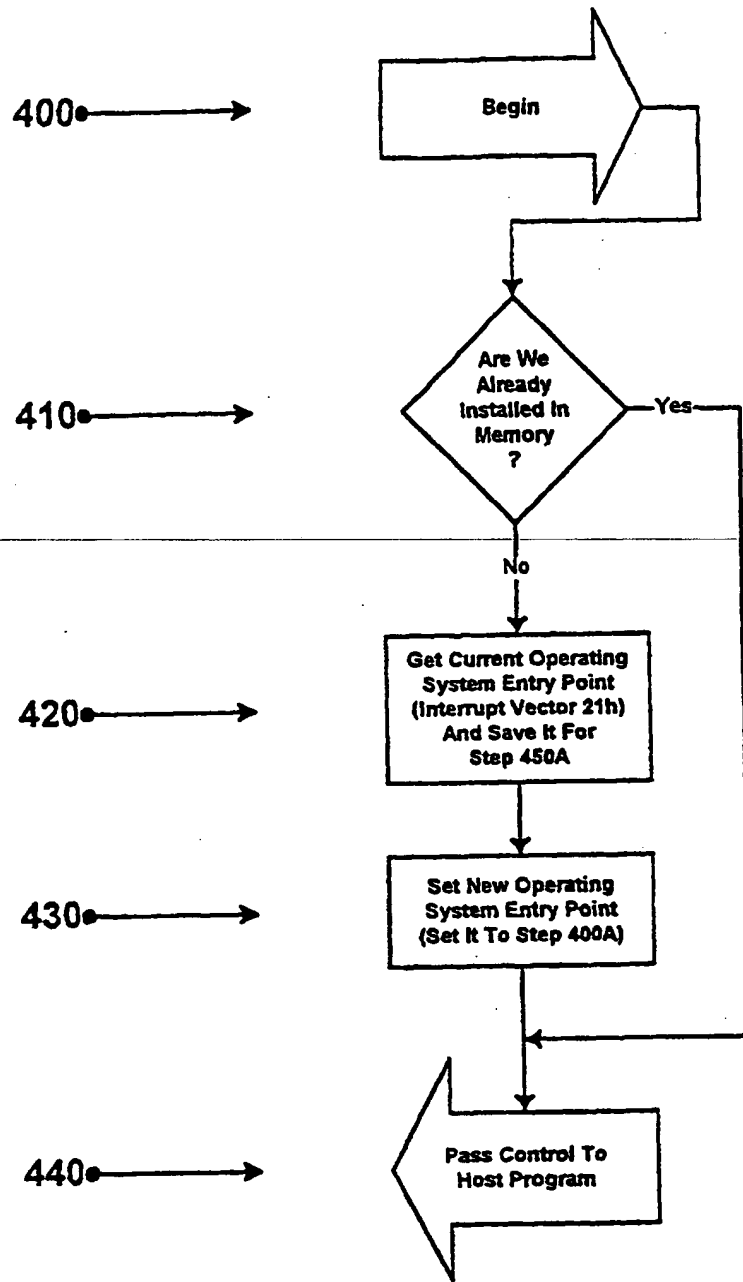 400
Begin
410
Are We
Already
Installed In
Memory
?
Yes
No
420
Get Current Operating
System Entry Point
(Interrupt Vector 21h)
And Save It For
Step 450A
430
Set New Operating
System Entry Point
(Set It To Step 400A)
440
Pass Control To
Host Program